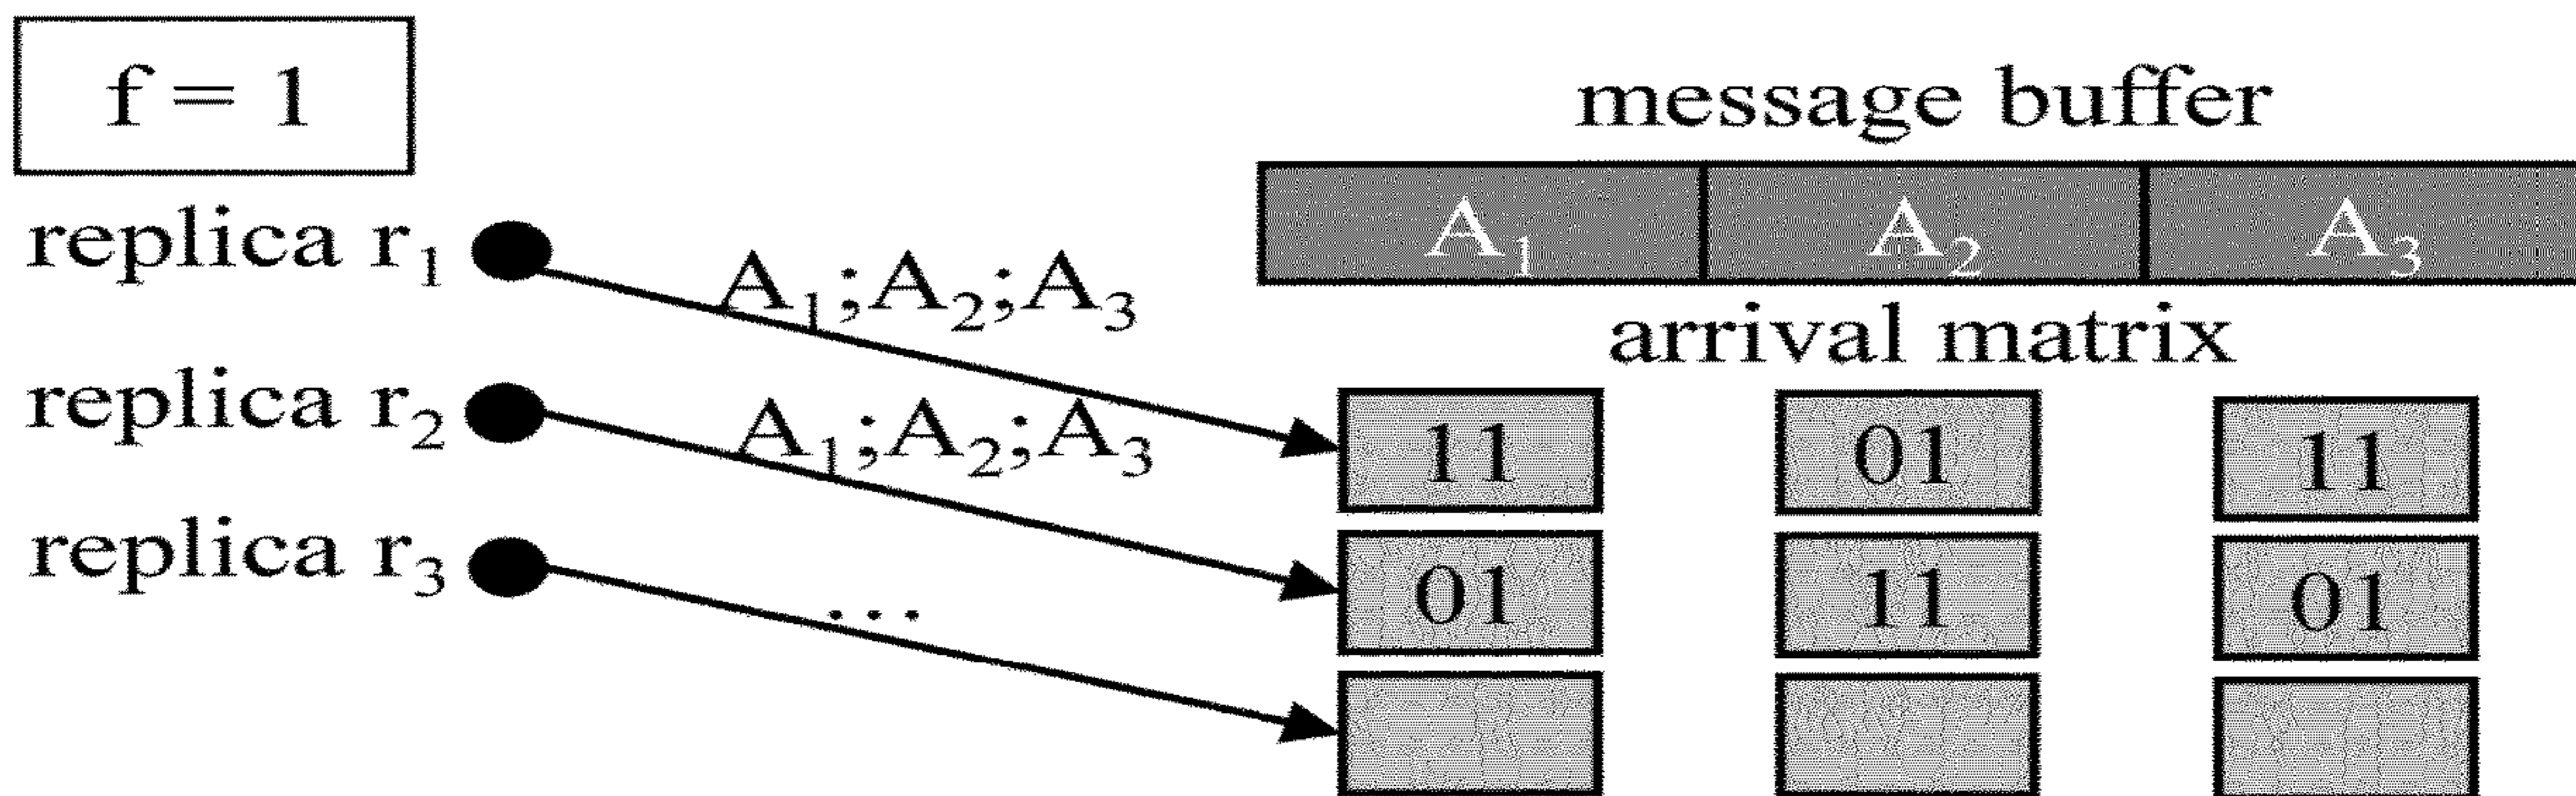 f = 1
message buffer
replica r₁
A₁;A₂;A₃
A₁ A₂ A₃
arrival matrix
replica r₂
A₁;A₂;A₃
11 01 11
replica r₃
...
01 11 01